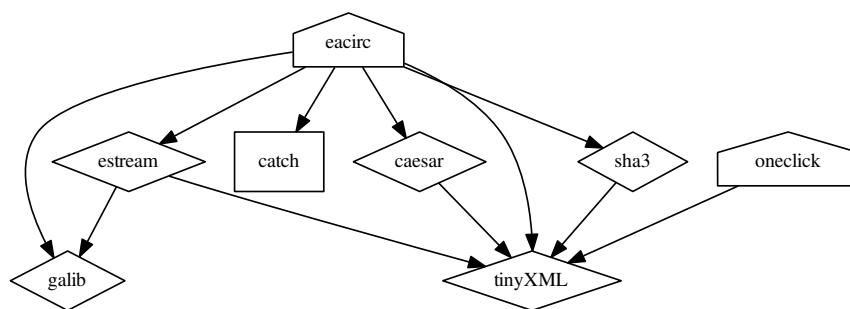 eacirc
estream
catch
caesar
sha3
oneclick
galib
tinyXML